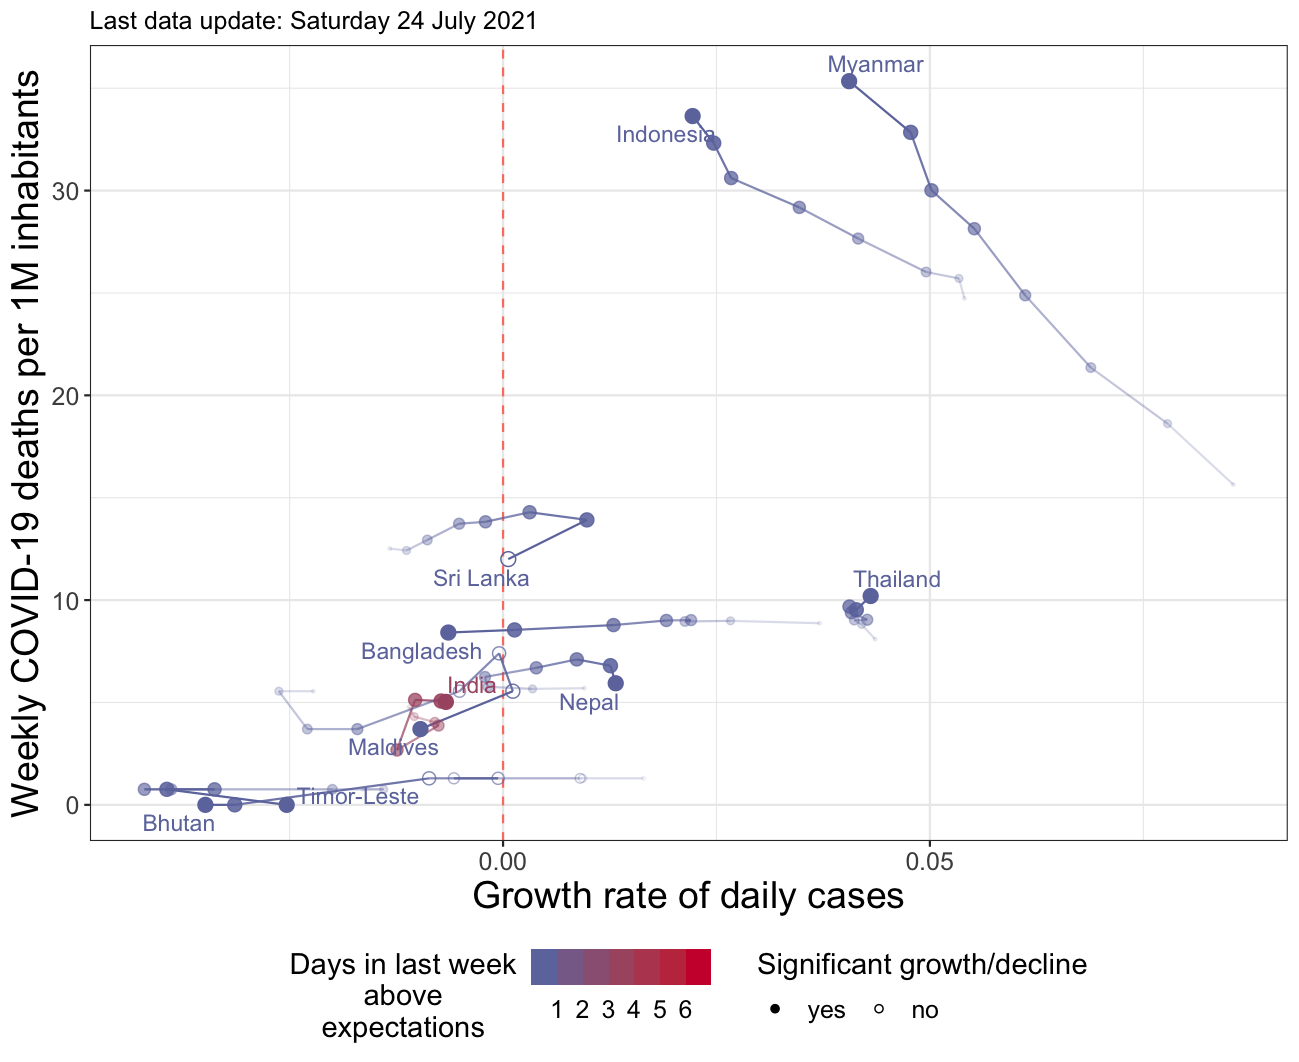 Last data update: Saturday 24 July 2021
Weekly COVID-19 deaths per 1M inhabitants
30
20
10
0
Myanmar
Indonesia
Sri Lanka
Thailand
Bangladesh
India
Nepal
Maldives
Timor-Leste
Bhutan
0.00 0.05
Growth rate of daily cases
Days in last week
above
expectations
1 2 3 4 5 6
Significant growth/decline
yes no